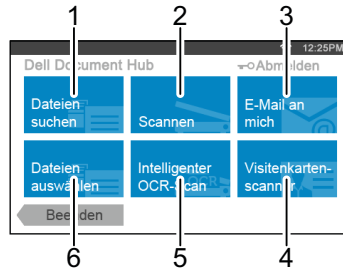 1 2 3
12:25PM
Dell Document Hub Abmelden
Dateien
suchen
Scannen
E-Mail an
mich
Dateien
auswählen
Intelligenter
OCR-Scan
Visitenkarten-
scanner
Beenden
6 5 4